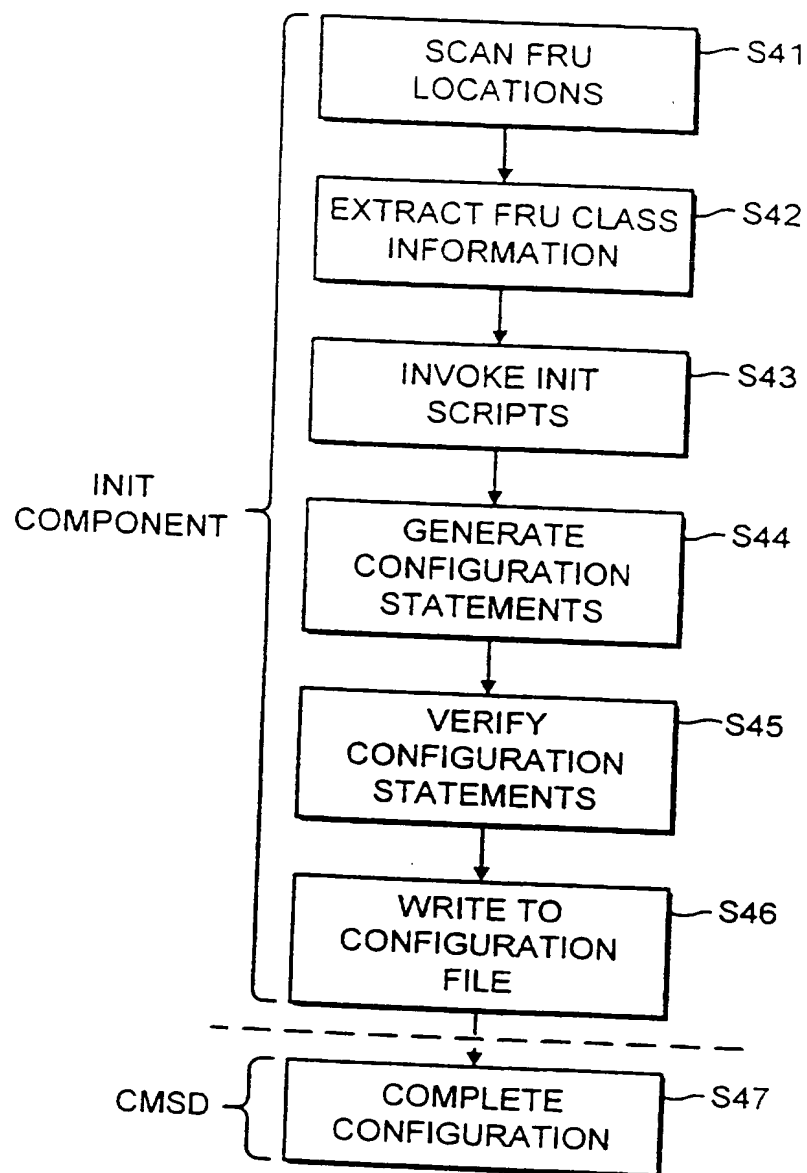 SCAN FRU
LOCATIONS
S41
EXTRACT FRU CLASS
INFORMATION
S42
INVOKE INIT
SCRIPTS
S43
INIT
COMPONENT
GENERATE
CONFIGURATION
STATEMENTS
S44
VERIFY
CONFIGURATION
STATEMENTS
S45
WRITE TO
CONFIGURATION
FILE
S46
CMSD
COMPLETE
CONFIGURATION
S47